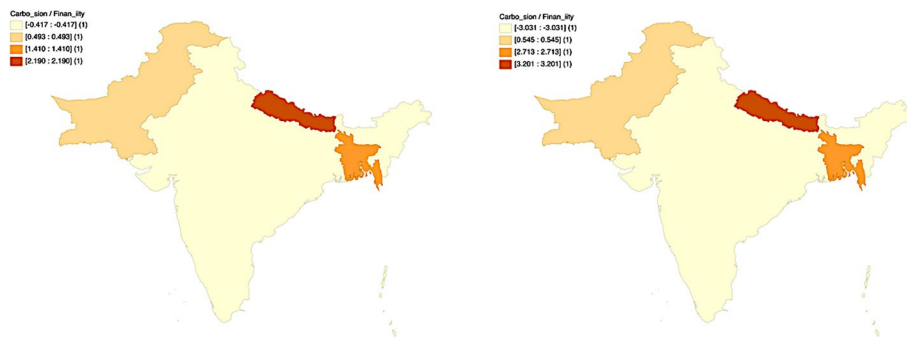 Carbo_sion / Finan_iity
[-0.417 : -0.417] (1)
[0.493 : 0.493] (1)
[1.410 : 1.410] (1)
[2.190 : 2.190] (1)
Carbo_sion / Finan_iity
[-3.031 : -3.031] (1)
[0.545 : 0.545] (1)
[2.713 : 2.713] (1)
[3.201 : 3.201] (1)